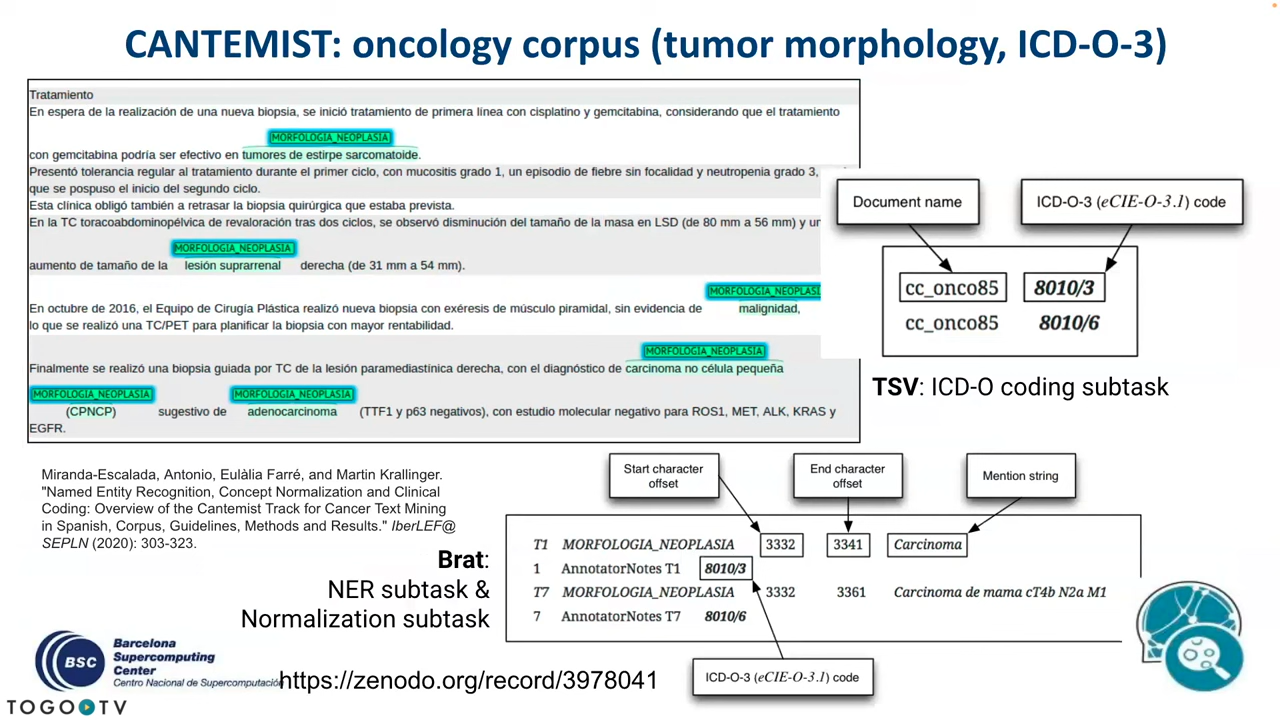 CANTEMIST: oncology corpus (tumor morphology, ICD-O-3)
Tratamiento
En espera de la realización de una nueva biopsia, se inició tratamiento de primera línea con cisplatino y gemcitabina, considerando que el tratamiento
MORFOLOGIA_NEOPLASIA
con gemcitabina podría ser efectivo en tumores de estirpe sarcomatoide.
Presentó tolerancia regular al tratamiento durante el primer ciclo, con mucositis grado 1, un episodio de fiebre sin focalidad y neutropenia grado 3,
que se pospuso el inicio del segundo ciclo.
Esta clínica obligó también a retrasar la biopsia quirúrgica que estaba prevista.
En la TC toracoabdominopélvica de revaloración tras dos ciclos, se observó disminución del tamaño de la masa en LSD (de 80 mm a 56 mm) y un
MORFOLOGIA_NEOPLASIA
aumento de tamaño de la lesión suprarrenal derecha (de 31 mm a 54 mm).
MORFOLOGIA_NEOPLASI
En octubre de 2016, el Equipo de Cirugía Plástica realizó nueva biopsia con exéresis de músculo piramidal, sin evidencia de malignidad,
lo que se realizó una TC/PET para planificar la biopsia con mayor rentabilidad.
MORFOLOGIA_NEOPLASIA
Finalmente se realizó una biopsia guiada por TC de la lesión paramediastínica derecha, con el diagnóstico de carcinoma no célula pequeña
MORFOLOGIA_NEOPLASIA MORFOLOGIA_NEOPLASIA
(CPNCP) sugestivo de adenocarcinoma (TTF1 y p63 negativos), con estudio molecular negativo para ROS1, MET, ALK, KRAS y
EGFR.
Document name
ICD-O-3 (eCIE-O-3.1) code
cc_onco85 8010/3
cc_onco85 8010/6
TSV: ICD-O coding subtask
Miranda-Escalada, Antonio, Eulàlia Farré, and Martin Krallinger.
"Named Entity Recognition, Concept Normalization and Clinical
Coding: Overview of the Cantemist Track for Cancer Text Mining
in Spanish, Corpus, Guidelines, Methods and Results." IberLEF@
SEPLN (2020): 303-323.
Brat:
NER subtask &
Normalization subtask
Start character
offset
End character
offset
Mention string
T1 MORFOLOGIA_NEOPLASIA 3332 3341 Carcinoma
1 AnnotatorNotes T1 8010/3
T7 MORFOLOGIA_NEOPLASIA 3332 3361 Carcinoma de mama cT4b N2a M1
7 AnnotatorNotes T7 8010/6
ICD-O-3 (eCIE-O-3.1) code
BSC
Barcelona
Supercomputing
Center
Centro Nacional de Supercomputación
https://zenodo.org/record/3978041
TOGO TV